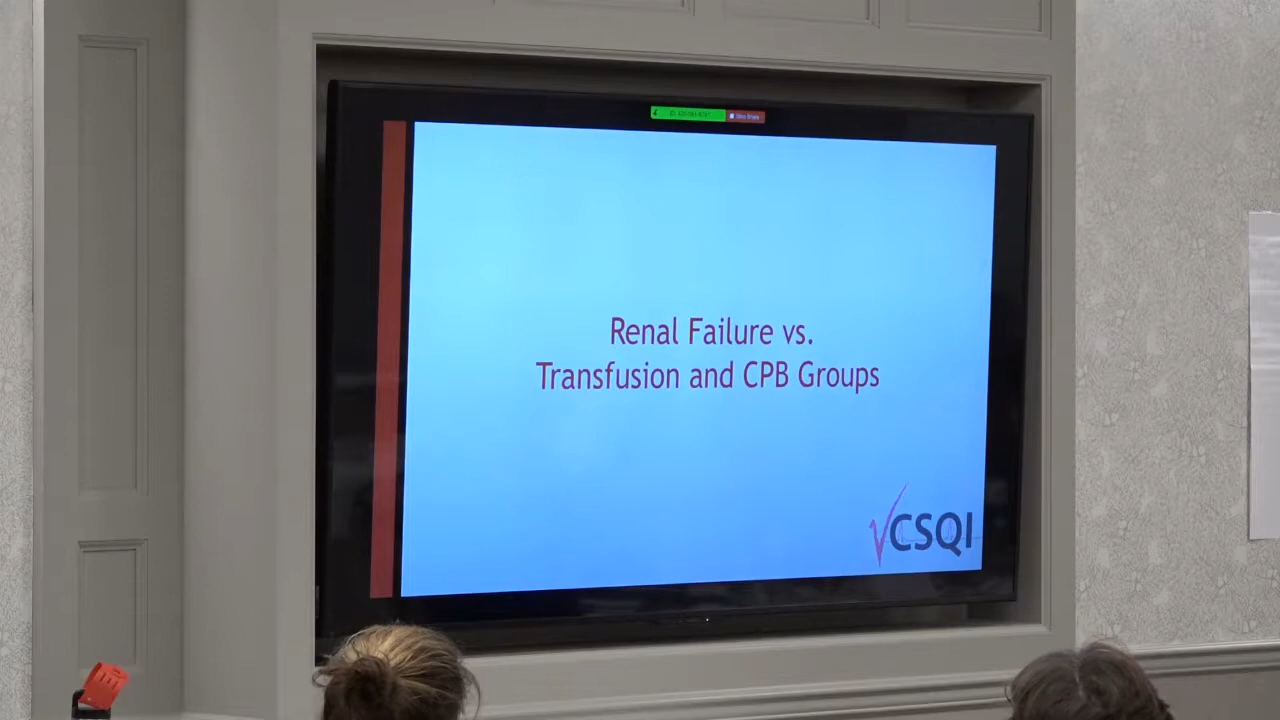 Renal Failure vs.
Transfusion and CPB Groups
CSQI